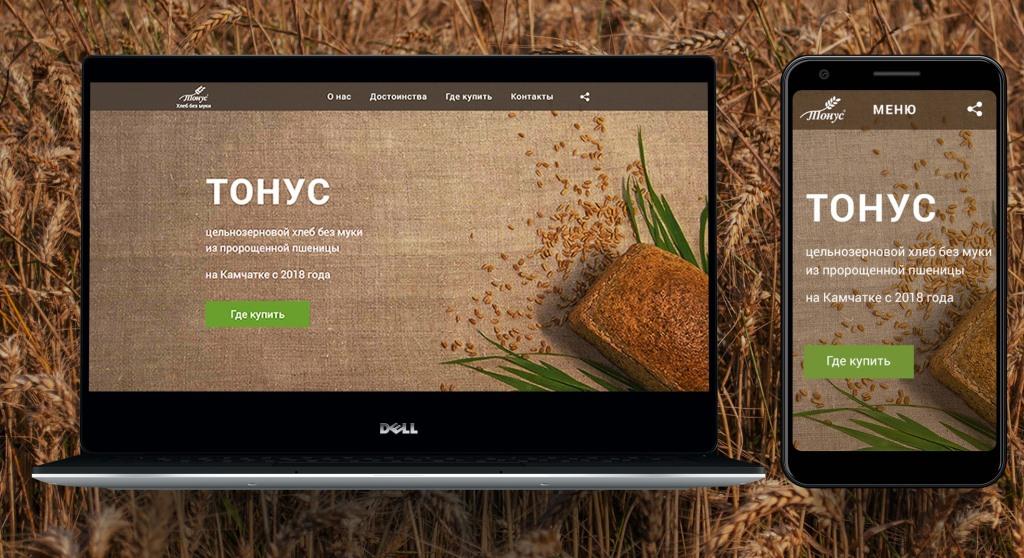 Тонус
Хлеб без муки
О нас Достоинства Где купить Контакты
ТОНУС
цельнозерновой хлеб без муки
из пророщенной пшеницы
на Камчатке с 2018 года
Где купить
DELL
Тонус
МЕНЮ
ТОНУС
цельнозерновой хлеб без муки
из пророщенной пшеницы
на Камчатке с 2018 года
Где купить